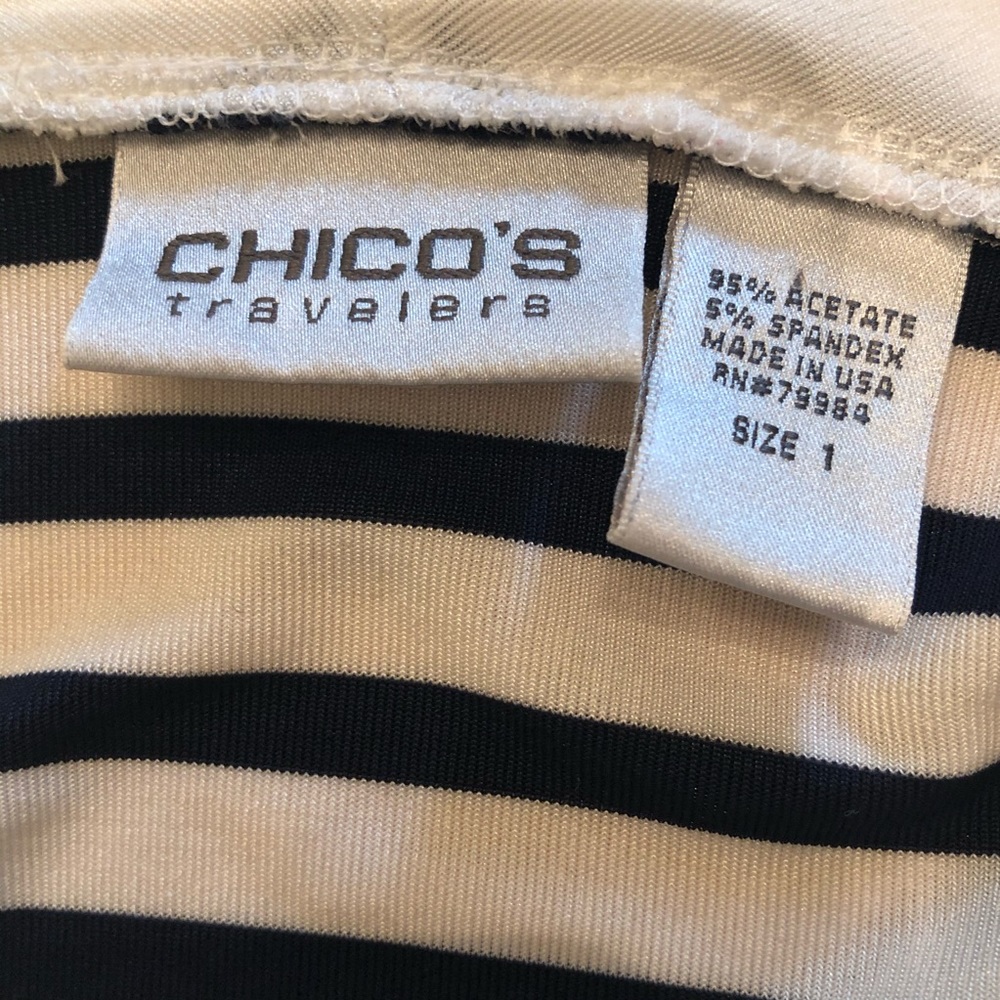 CHICO'S
travelers
95% ACETATE
5% SPANDEX
MADE IN USA
RN#79984
SIZE 1